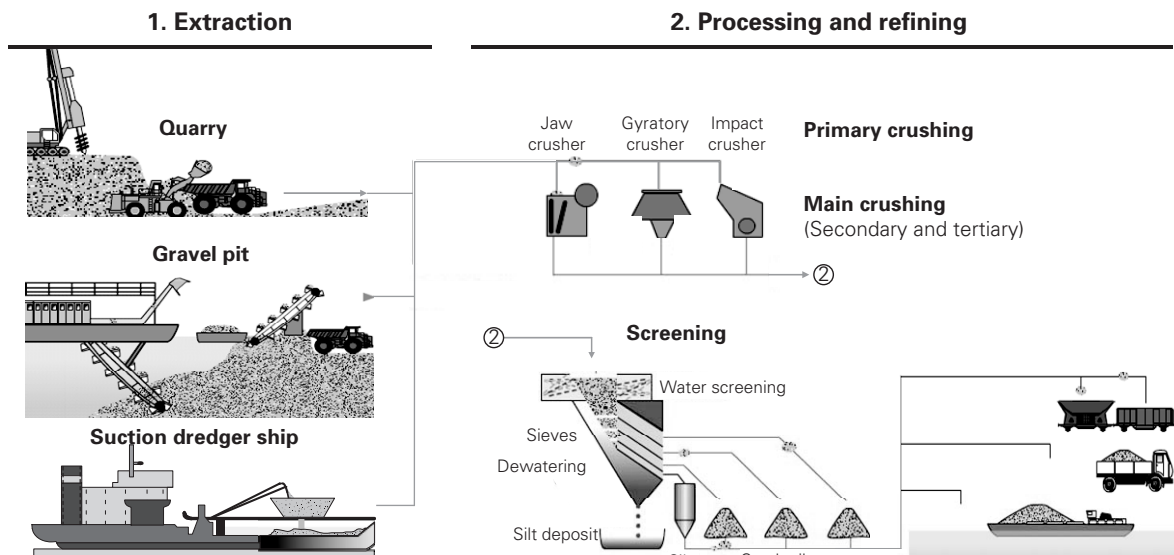 1. Extraction
2. Processing and refining
Quarry
Jaw
crusher
Gyratory
crusher
Impact
crusher
Primary crushing
Main crushing
(Secondary and tertiary)
Gravel pit
②
②
Screening
Water screening
Suction dredger ship
Sieves
Dewatering
Silt deposit